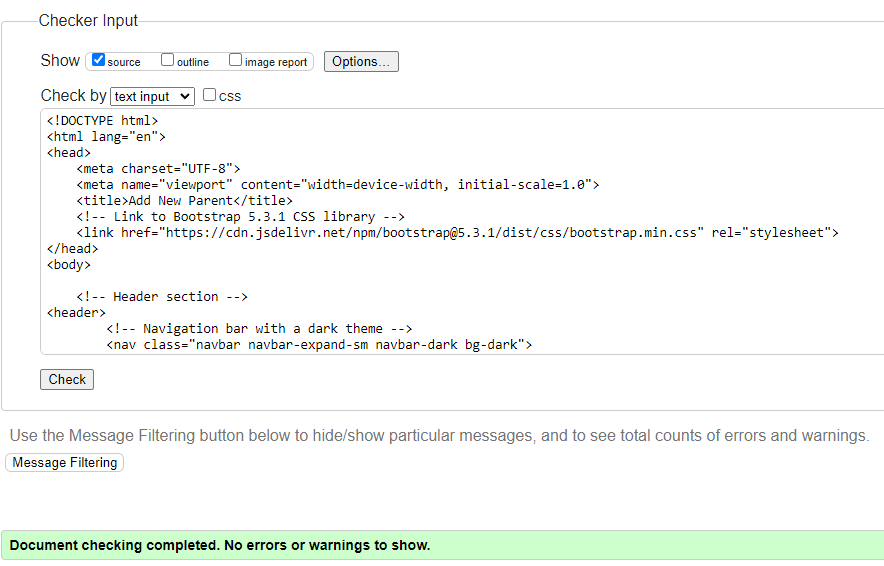 Checker Input
Show source outline image report Options...
Check by text input css
<!DOCTYPE html>
<html lang="en">
<head>
    <meta charset="UTF-8">
    <meta name="viewport" content="width=device-width, initial-scale=1.0">
    <title>Add New Parent</title>
    <!-- Link to Bootstrap 5.3.1 CSS library -->
    <link href="https://cdn.jsdelivr.net/npm/bootstrap@5.3.1/dist/css/bootstrap.min.css" rel="stylesheet">
</head>
<body>
    <!-- Header section -->
<header>
        <!-- Navigation bar with a dark theme -->
        <nav class="navbar navbar-expand-sm navbar-dark bg-dark">
Check
Use the Message Filtering button below to hide/show particular messages, and to see total counts of errors and warnings.
Message Filtering
Document checking completed. No errors or warnings to show.